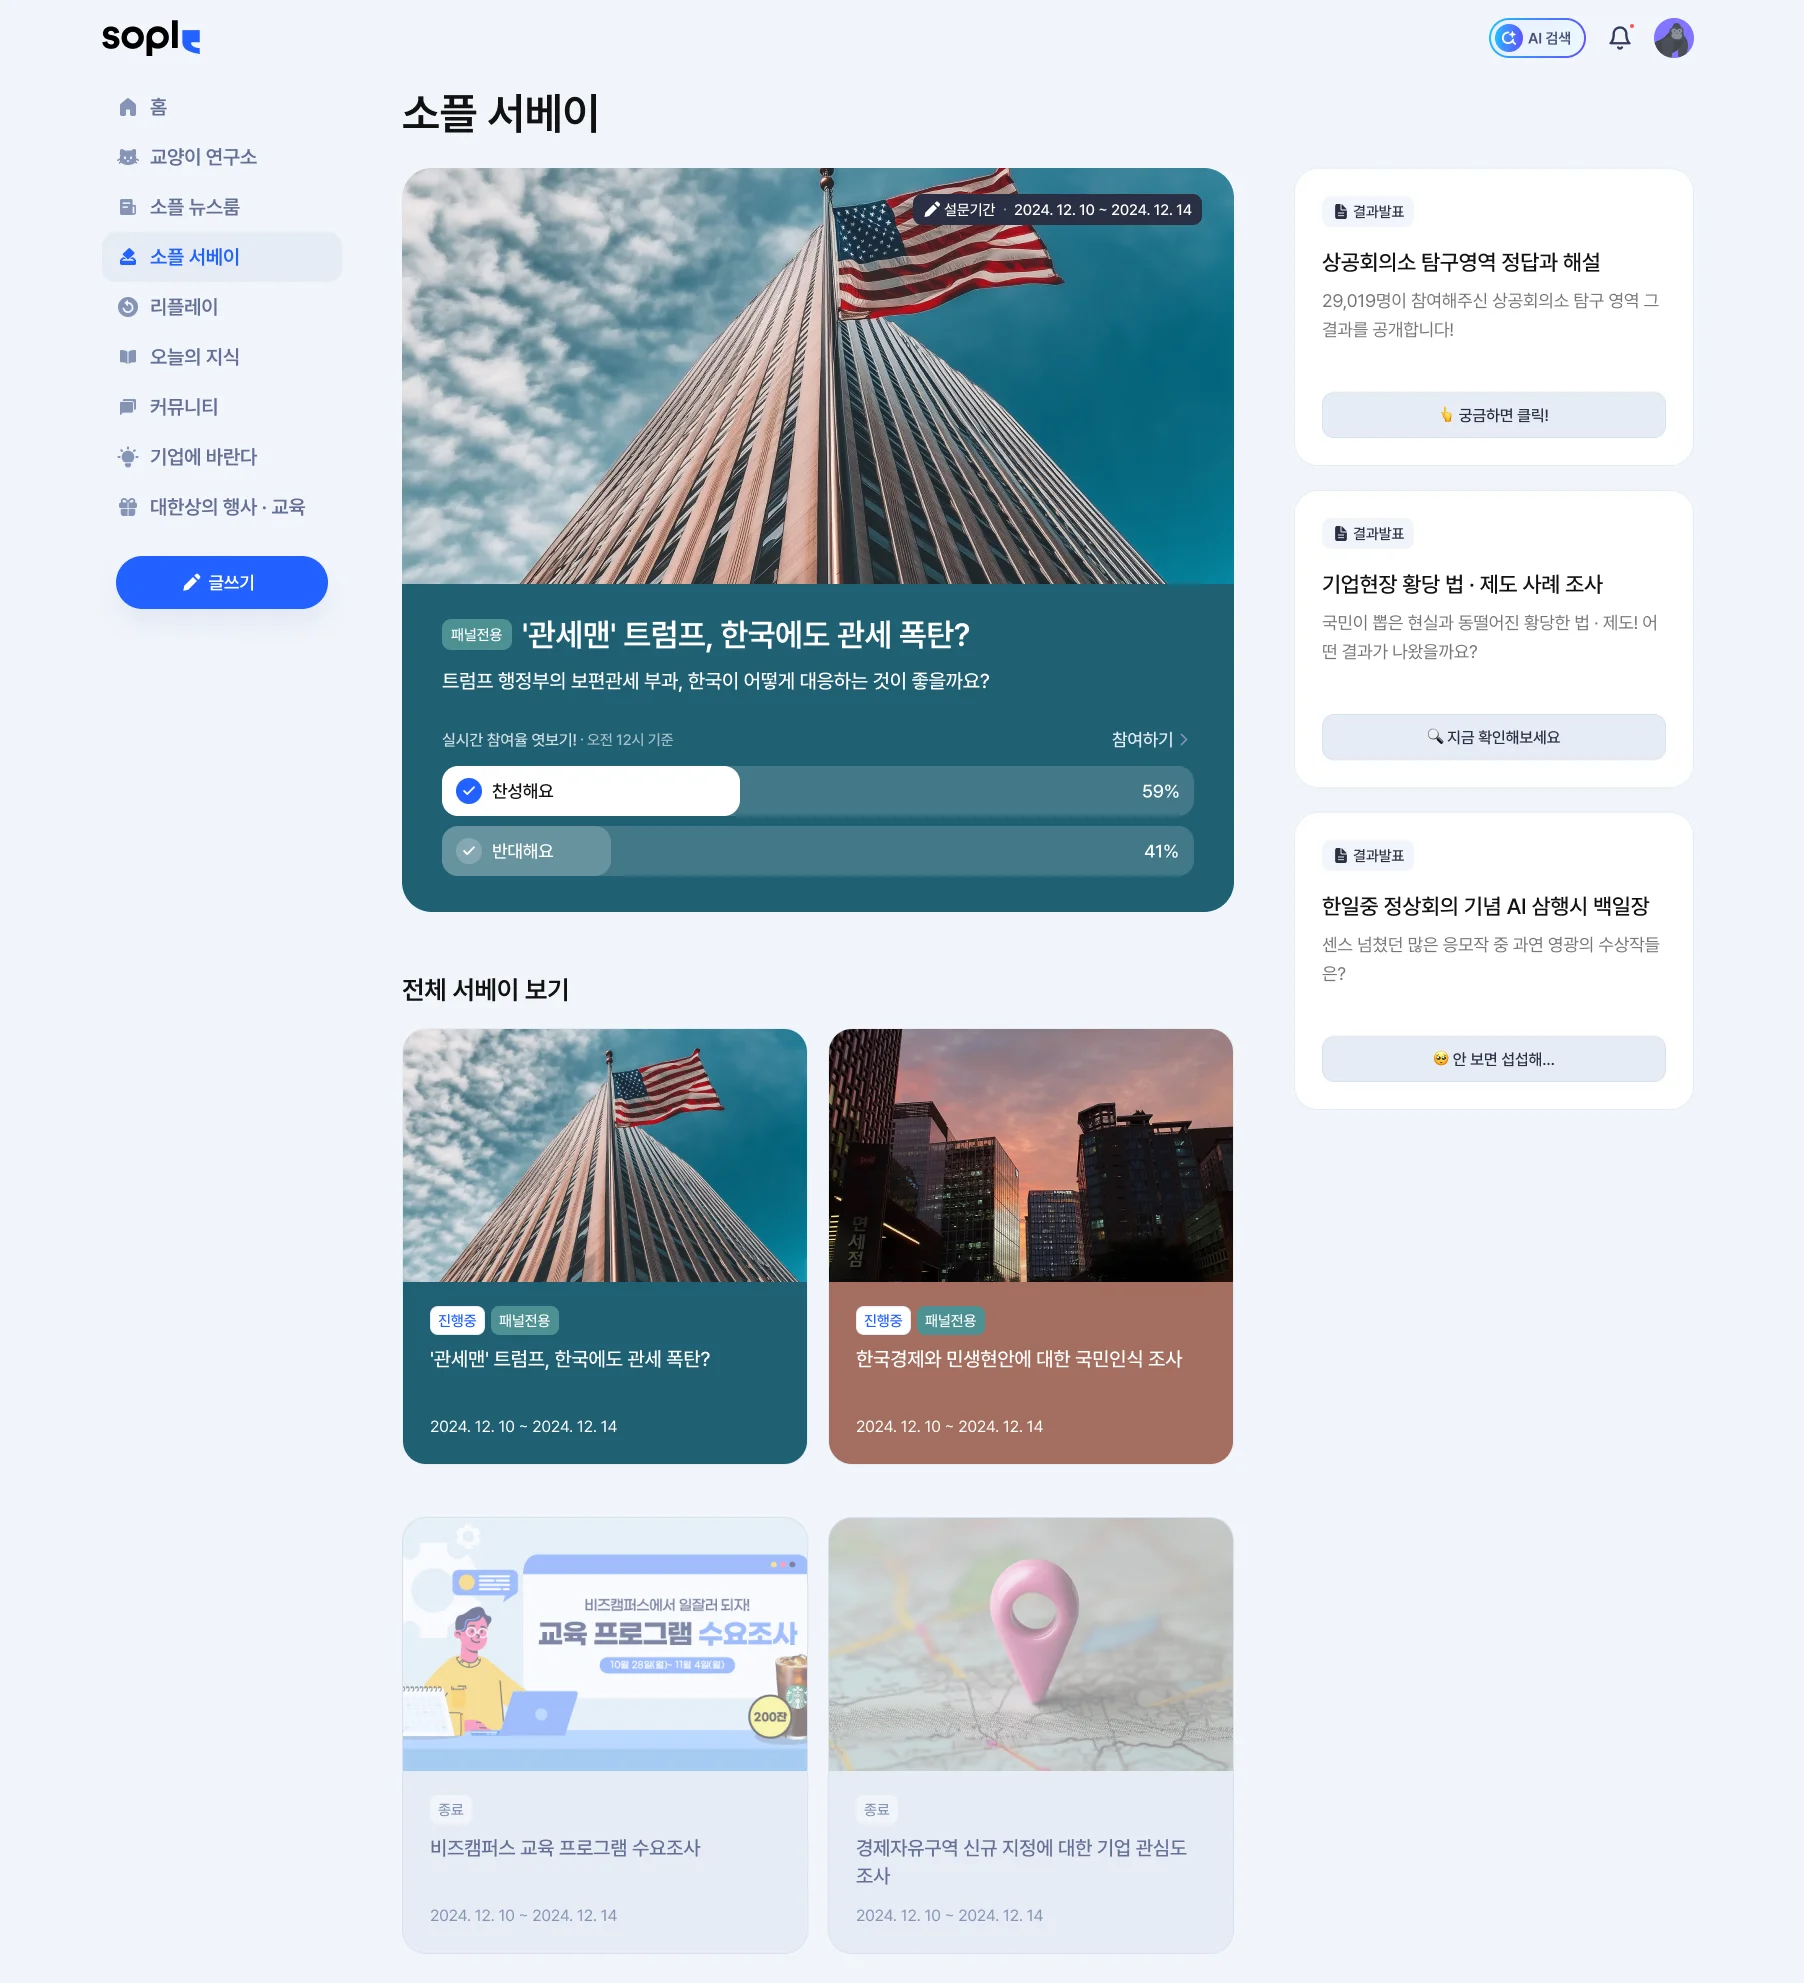 sople
AI 검색
홈
교양이 연구소
소플 뉴스룸
소플 서베이
리플레이
오늘의 지식
커뮤니티
기업에 바란다
대한상의 행사 · 교육
글쓰기
소플 서베이
설문기간 · 2024. 12. 10 ~ 2024. 12. 14
패널전용 '관세맨' 트럼프, 한국에도 관세 폭탄?
트럼프 행정부의 보편관세 부과, 한국이 어떻게 대응하는 것이 좋을까요?
실시간 참여율 엿보기! · 오전 12시 기준
참여하기
찬성해요 59%
반대해요 41%
결과발표
상공회의소 탐구영역 정답과 해설
29,019명이 참여해주신 상공회의소 탐구 영역 그
결과를 공개합니다!
👆 궁금하면 클릭!
결과발표
기업현장 황당 법 · 제도 사례 조사
국민이 뽑은 현실과 동떨어진 황당한 법 · 제도! 어
떤 결과가 나왔을까요?
🔍 지금 확인해보세요
결과발표
한일중 정상회의 기념 AI 삼행시 백일장
센스 넘쳤던 많은 응모작 중 과연 영광의 수상작들
은?
🥺 안 보면 섭섭해...
전체 서베이 보기
진행중 패널전용
'관세맨' 트럼프, 한국에도 관세 폭탄?
2024. 12. 10 ~ 2024. 12. 14
면세점
진행중 패널전용
한국경제와 민생현안에 대한 국민인식 조사
2024. 12. 10 ~ 2024. 12. 14
비즈캠퍼스에서 일잘러 되자!
교육 프로그램 수요조사
10월 28일(월)~ 11월 4일(월)
200잔
종료
비즈캠퍼스 교육 프로그램 수요조사
2024. 12. 10 ~ 2024. 12. 14
종료
경제자유구역 신규 지정에 대한 기업 관심도
조사
2024. 12. 10 ~ 2024. 12. 14